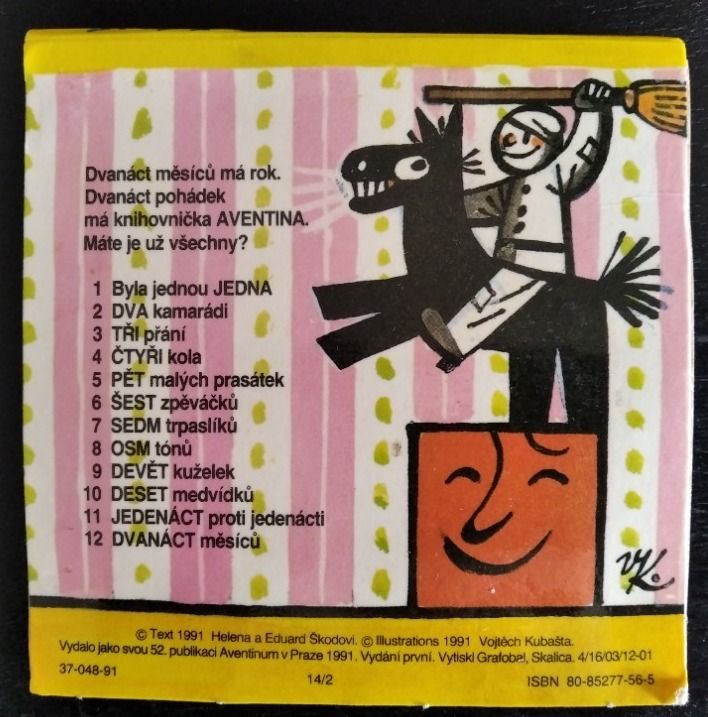 Dvanáct měsíců má rok.
Dvanáct pohádek
má knihovnička AVENTINA.
Máte je už všechny?
1 Byla jednou JEDNA
2 DVA kamarádi
3 TŘI přání
4 ČTYŘI kola
5 PĚT malých prasátek
6 ŠEST zpěváčků
7 SEDM trpaslíků
8 OSM tónů
9 DEVĚT kuželek
10 DESET medvídků
11 JEDENÁCT proti jedenácti
12 DVANÁCT měsíců
VK.
© Text 1991 Helena a Eduard Škodovi. © Illustrations 1991 Vojtěch Kubašta.
Vydalo jako svou 52. publikaci Aventinum v Praze 1991. Vydání první. Vytiskl Grafobal, Skalica. 4/16/03/12-01
37-048-91 14/2 ISBN 80-85277-56-5